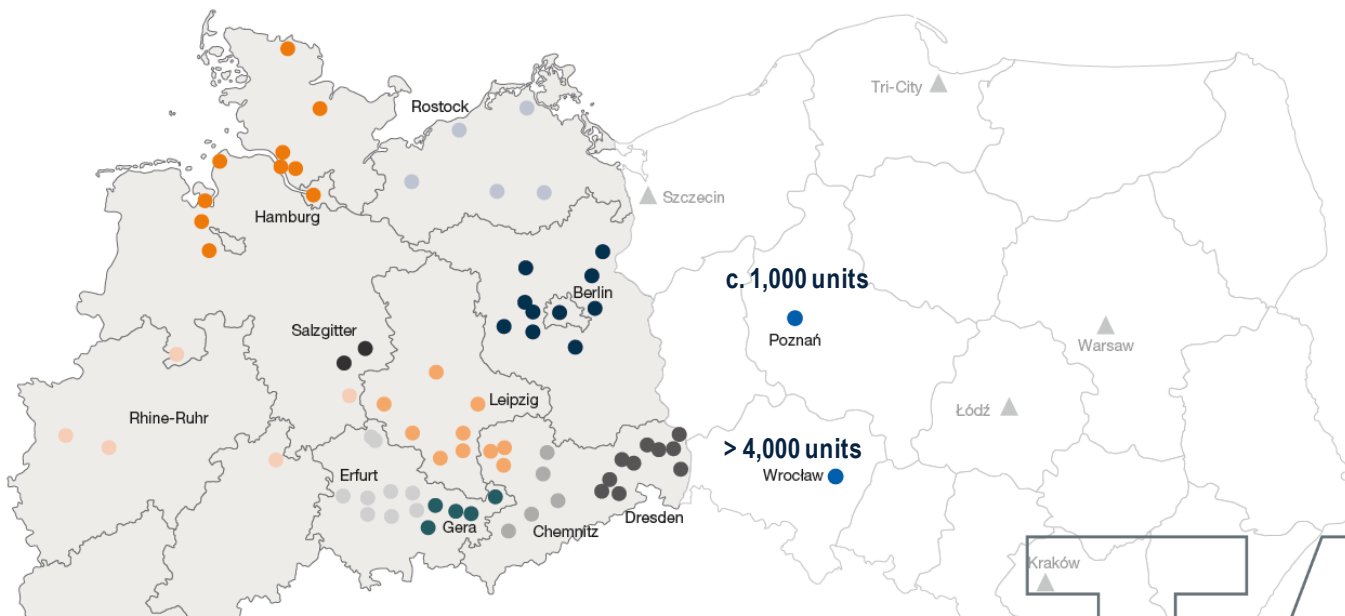 Rostock
Tri-City
Szczecin
Hamburg
c. 1,000 units
Berlin
Salzgitter
Poznań
Warsaw
Leipzig
Rhine-Ruhr
Łódź
> 4,000 units
Erfurt
Wrocław
Gera
Dresden
Chemnitz
Kraków